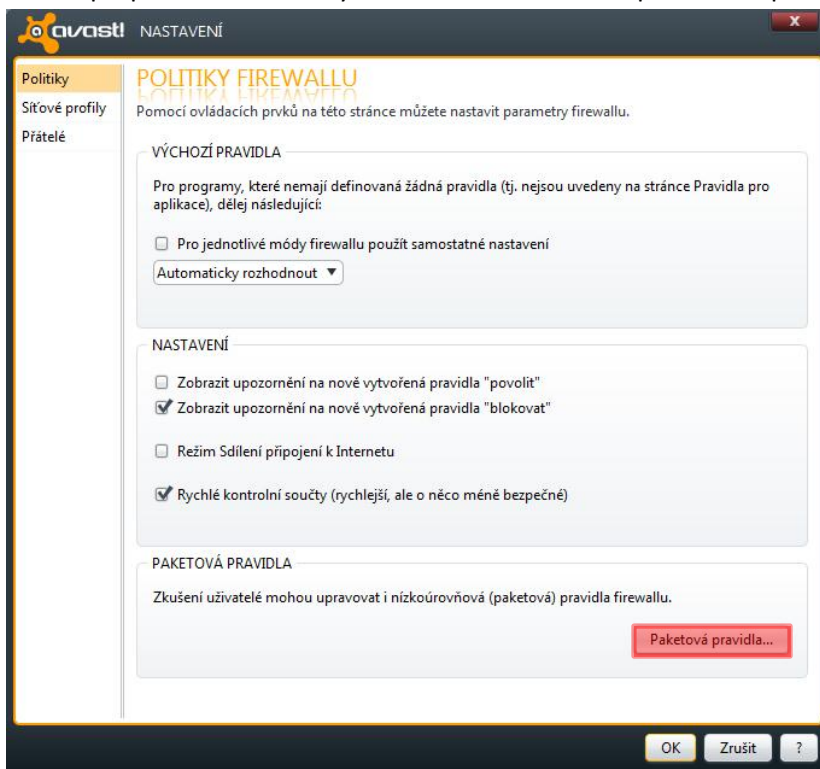 avast! NASTAVENÍ
x
Politiky
Síťové profily
Přátelé
POLITIKY FIREWALLU
Pomocí ovládacích prvků na této stránce můžete nastavit parametry firewallu.
VÝCHOZÍ PRAVIDLA
Pro programy, které nemají definovaná žádná pravidla (tj. nejsou uvedeny na stránce Pravidla pro
aplikace), dělej následující:
Pro jednotlivé módy firewallu použít samostatné nastavení
Automaticky rozhodnout
NASTAVENÍ
Zobrazit upozornění na nově vytvořená pravidla "povolit"
Zobrazit upozornění na nově vytvořená pravidla "blokovat"
Režim Sdílení připojení k Internetu
Rychlé kontrolní součty (rychlejší, ale o něco méně bezpečné)
PAKETOVÁ PRAVIDLA
Zkušení uživatelé mohou upravovat i nízkoúrovňová (paketová) pravidla firewallu.
Paketová pravidla...
OK Zrušit ?